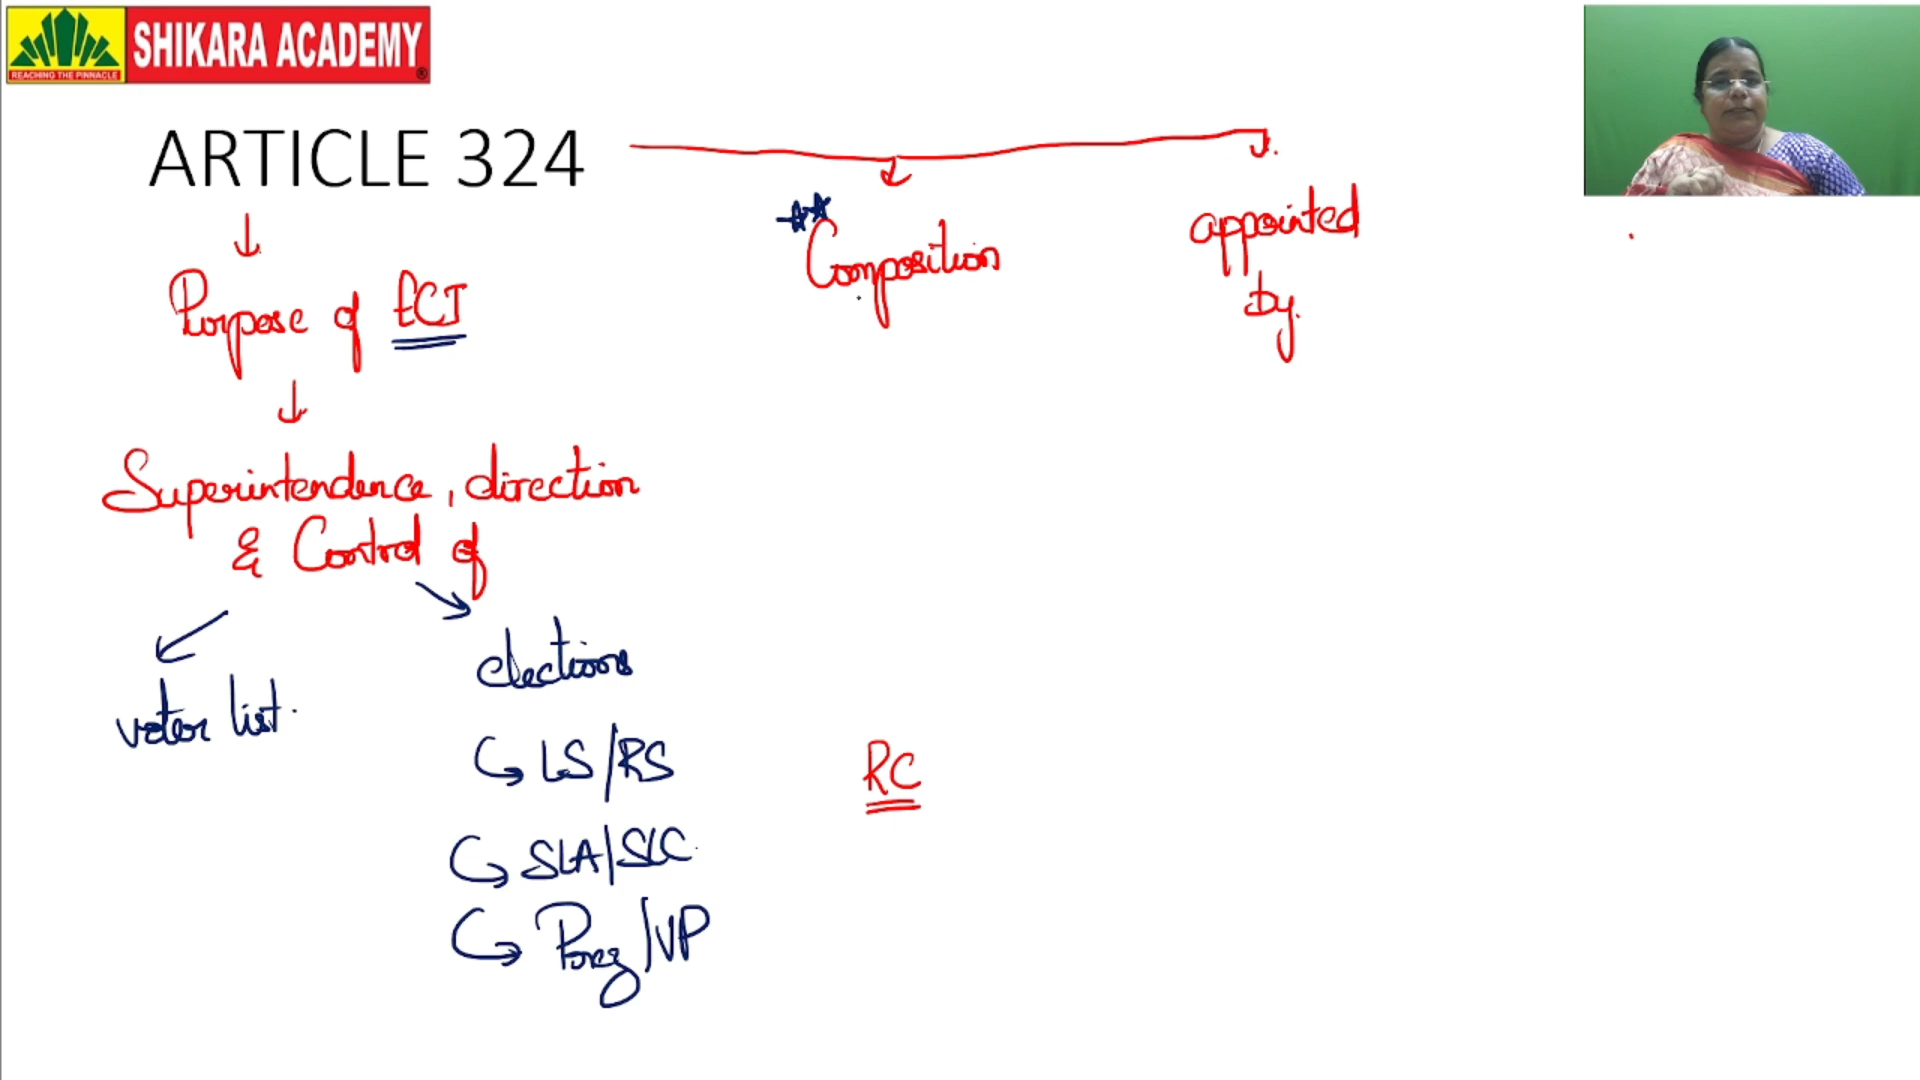 SHIKARA ACADEMY
REACHING THE PINNACLE
®
ARTICLE 324
Purpose of ECI
Superintendence, direction
& Control of
voter list.
elections
LS/RS
SLA/SLC
Prez/VP
Composition
appointed
by.
RC